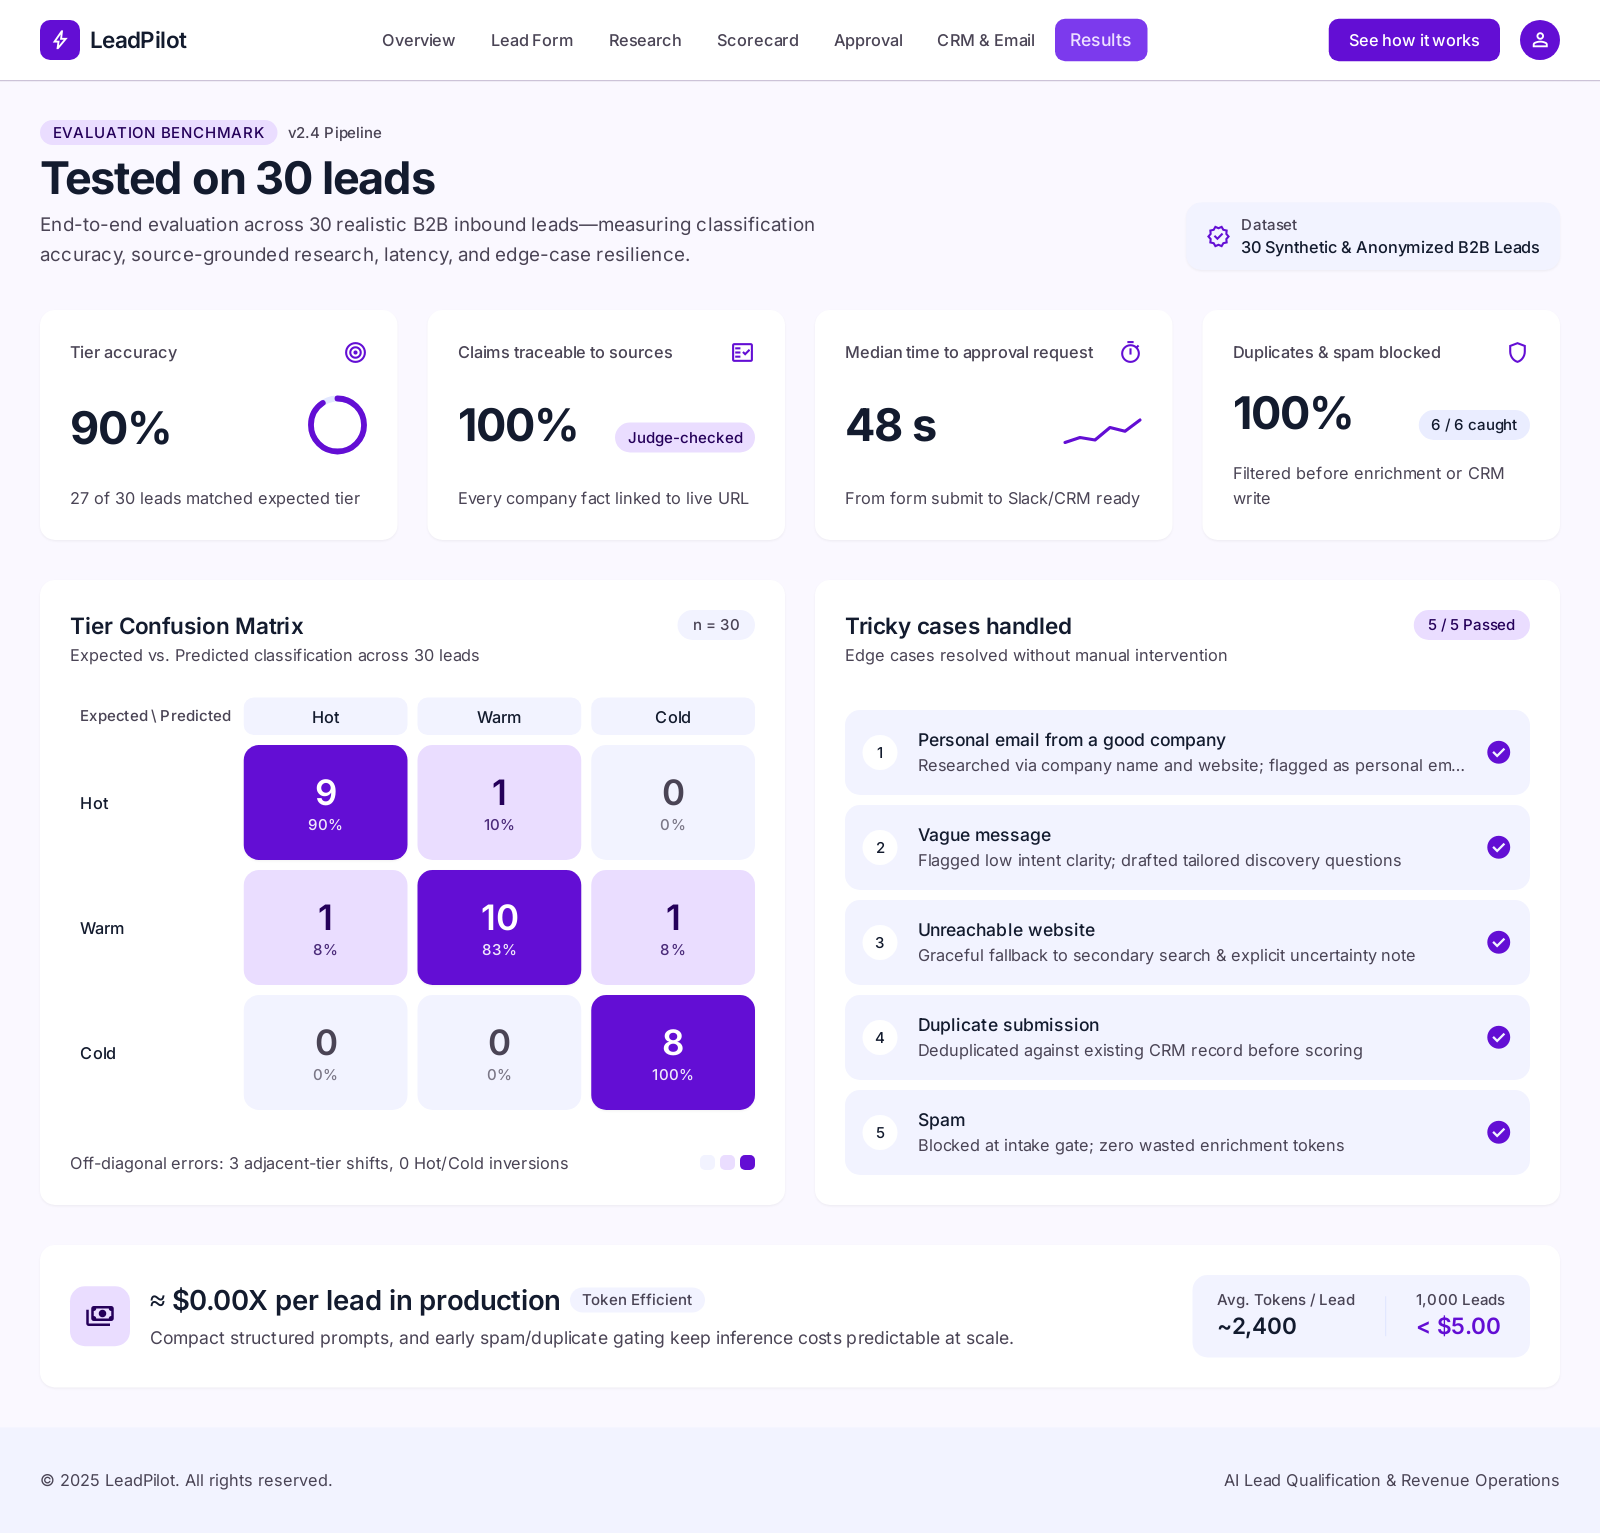 LeadPilot
Overview
Lead Form
Research
Scorecard
Approval
CRM & Email
Results
See how it works
EVALUATION BENCHMARK
v2.4 Pipeline
Tested on 30 leads
End-to-end evaluation across 30 realistic B2B inbound leads—measuring classification
accuracy, source-grounded research, latency, and edge-case resilience.
Dataset
30 Synthetic & Anonymized B2B Leads
Tier accuracy
90%
27 of 30 leads matched expected tier
Claims traceable to sources
100%
Judge-checked
Every company fact linked to live URL
Median time to approval request
48 s
From form submit to Slack/CRM ready
Duplicates & spam blocked
100%
6 / 6 caught
Filtered before enrichment or CRM
write
Tier Confusion Matrix
n = 30
Expected vs. Predicted classification across 30 leads
Expected \ Predicted
Hot
Warm
Cold
Hot
9
90%
1
10%
0
0%
Warm
1
8%
10
83%
1
8%
Cold
0
0%
0
0%
8
100%
Off-diagonal errors: 3 adjacent-tier shifts, 0 Hot/Cold inversions
Tricky cases handled
5 / 5 Passed
Edge cases resolved without manual intervention
1
Personal email from a good company
Researched via company name and website; flagged as personal em...
2
Vague message
Flagged low intent clarity; drafted tailored discovery questions
3
Unreachable website
Graceful fallback to secondary search & explicit uncertainty note
4
Duplicate submission
Deduplicated against existing CRM record before scoring
5
Spam
Blocked at intake gate; zero wasted enrichment tokens
≈ $0.00X per lead in production
Token Efficient
Compact structured prompts, and early spam/duplicate gating keep inference costs predictable at scale.
Avg. Tokens / Lead
~2,400
1,000 Leads
< $5.00
© 2025 LeadPilot. All rights reserved.
AI Lead Qualification & Revenue Operations